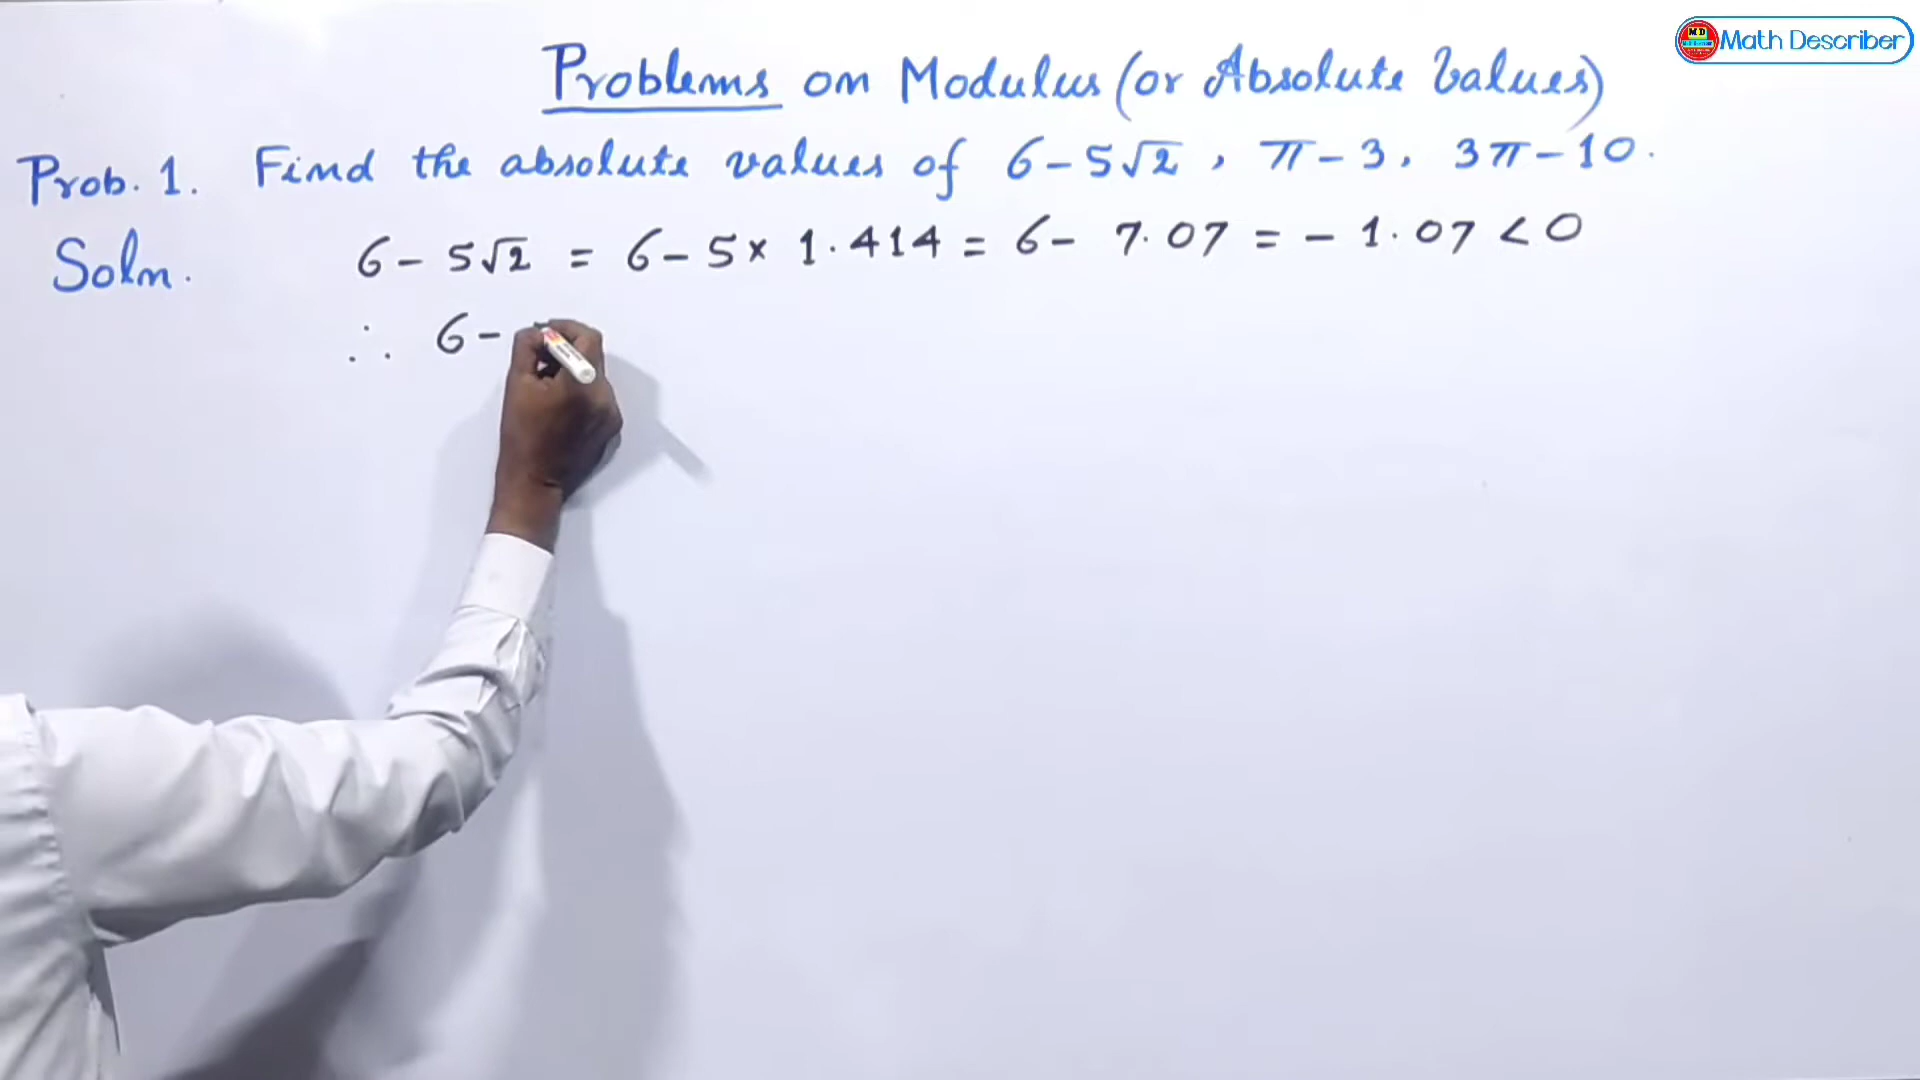 Math Describer
Problems on Modulus (or Absolute Values)
Prob. 1. Find the absolute values of 6 - 5√2, π - 3, 3π - 10.
Soln. 6 - 5√2 = 6 - 5 × 1.414 = 6 - 7.07 = - 1.07 < 0
∴ 6 -